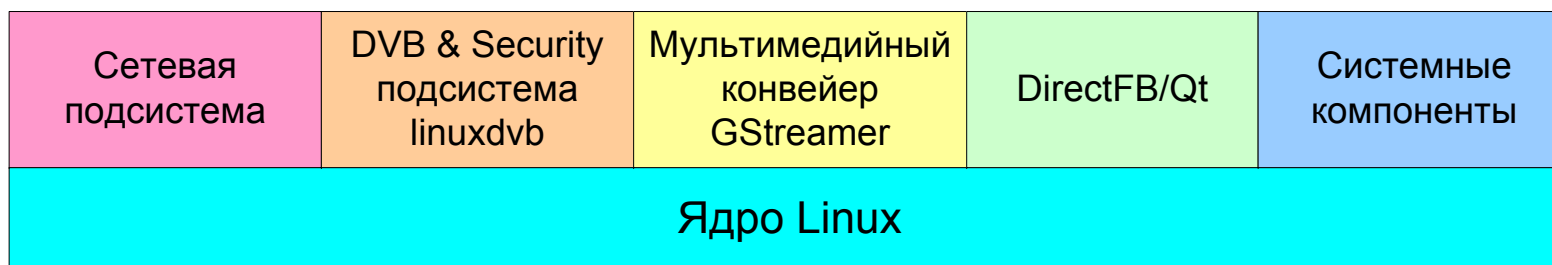 Сетевая
подсистема
DVB & Security
подсистема
linuxdvb
Мультимедийный
конвейер
GStreamer
DirectFB/Qt
Системные
компоненты
Ядро Linux